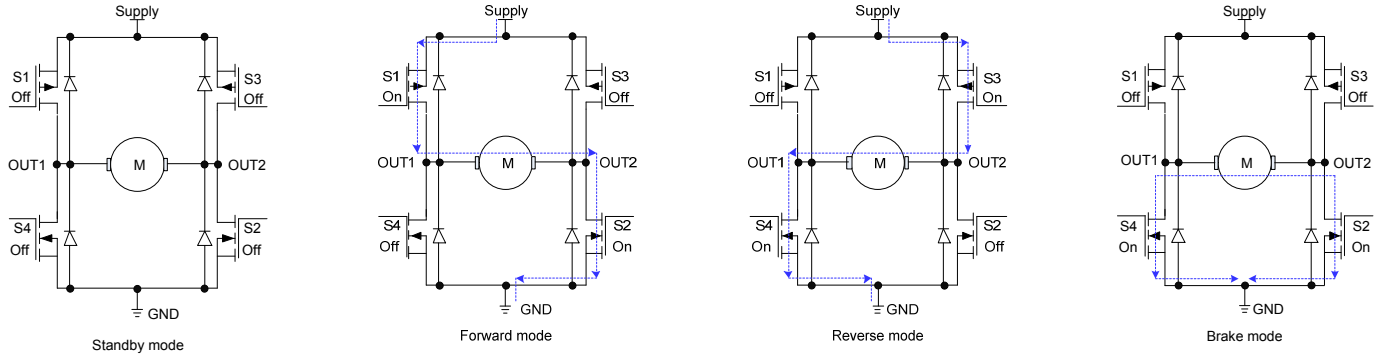 Supply
S1
Off
S3
Off
OUT1
M
OUT2
S4
Off
S2
Off
GND
Standby mode
Supply
S1
On
S3
Off
OUT1
M
OUT2
S4
Off
S2
On
GND
Forward mode
Supply
S1
Off
S3
On
OUT1
M
OUT2
S4
On
S2
Off
GND
Reverse mode
Supply
S1
Off
S3
Off
OUT1
M
OUT2
S4
On
S2
On
GND
Brake mode